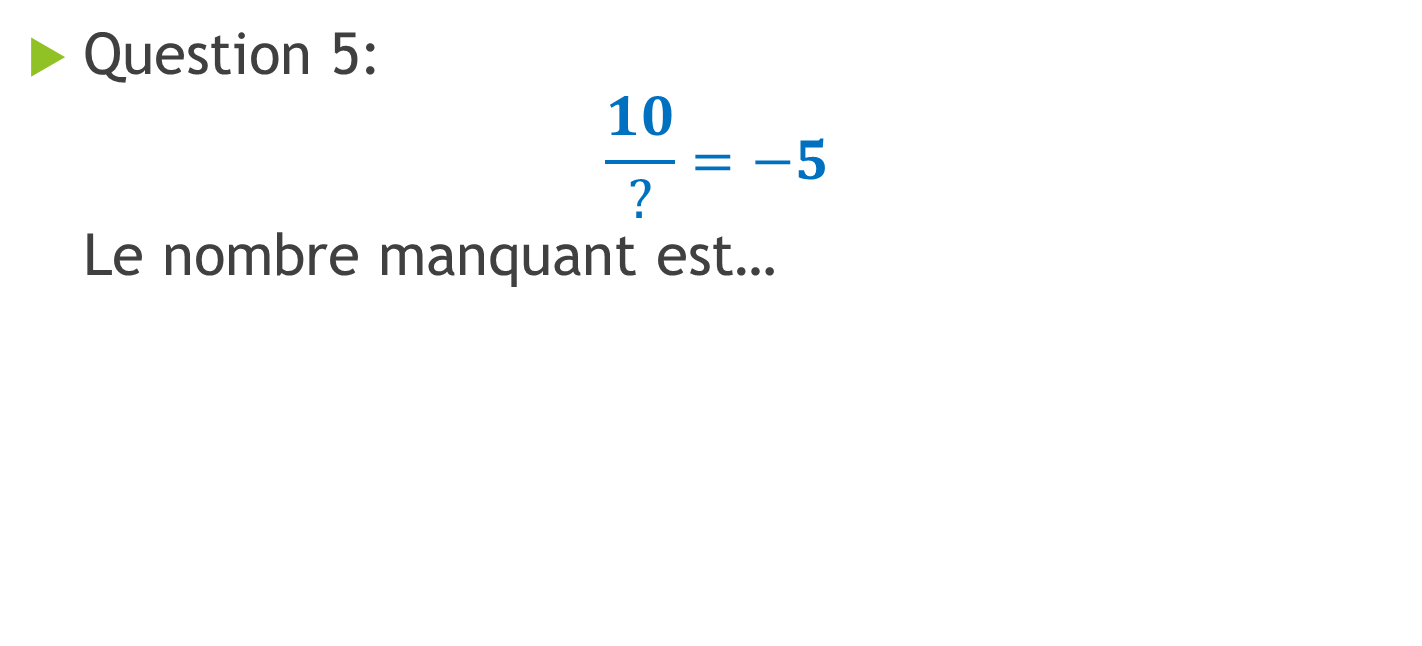 Question 5:
10
? = −5
Le nombre manquant est...